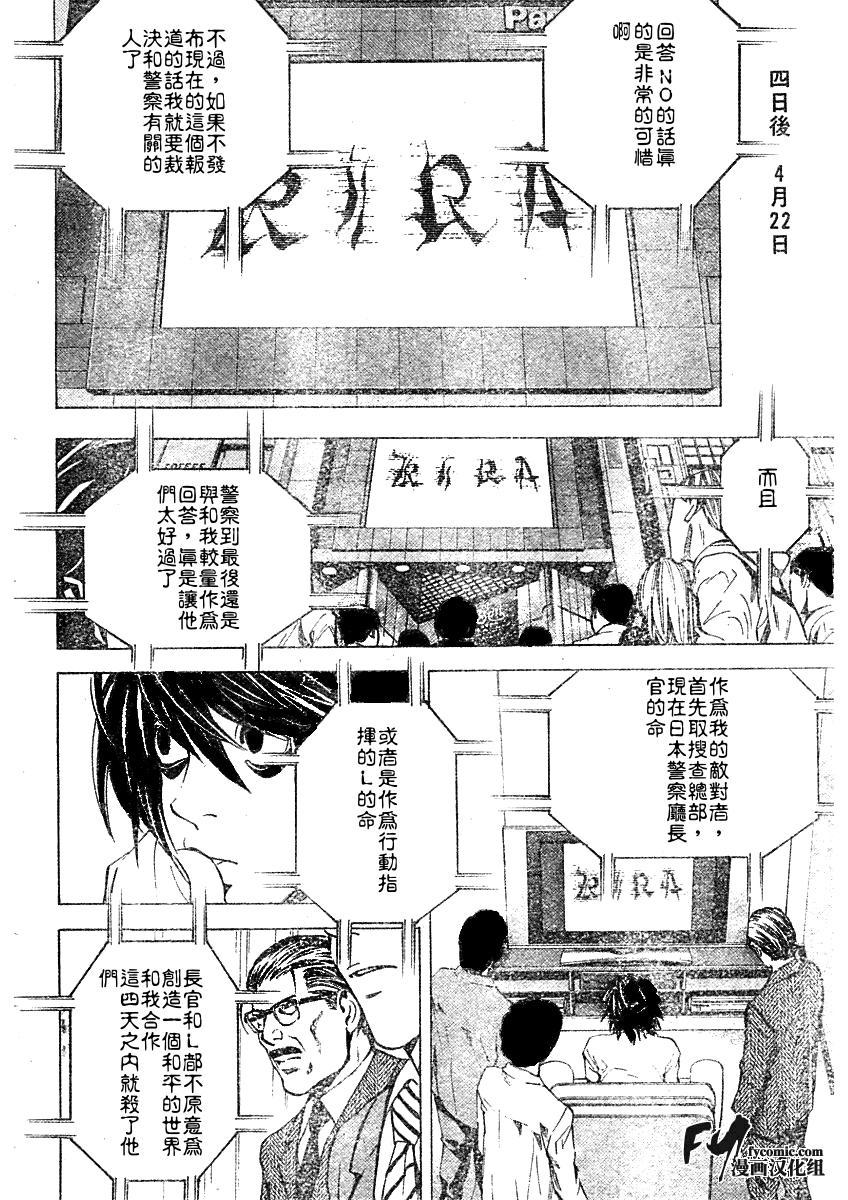 四日後 4月22日
Pa
回答NO的話眞
的是非常的可惜
啊
不過，如果不發
布現在的這個報
道的話我就要裁
決和警察有關的
人了
KIRA
而且
COFFEE
KIRA
警察到最後還是
與和我較量作爲
回答，眞是讓他
們太好過了
作爲我的敵對者，
首先取搜查總部，
現在日本警察廳長
官的命
KIRA
或者是作爲行動指
揮的L的命
長官和L都不原意爲
創造一個和平的世界
和我合作
這四天之內就殺了他
們
FY
fycomic.com
漫画汉化组